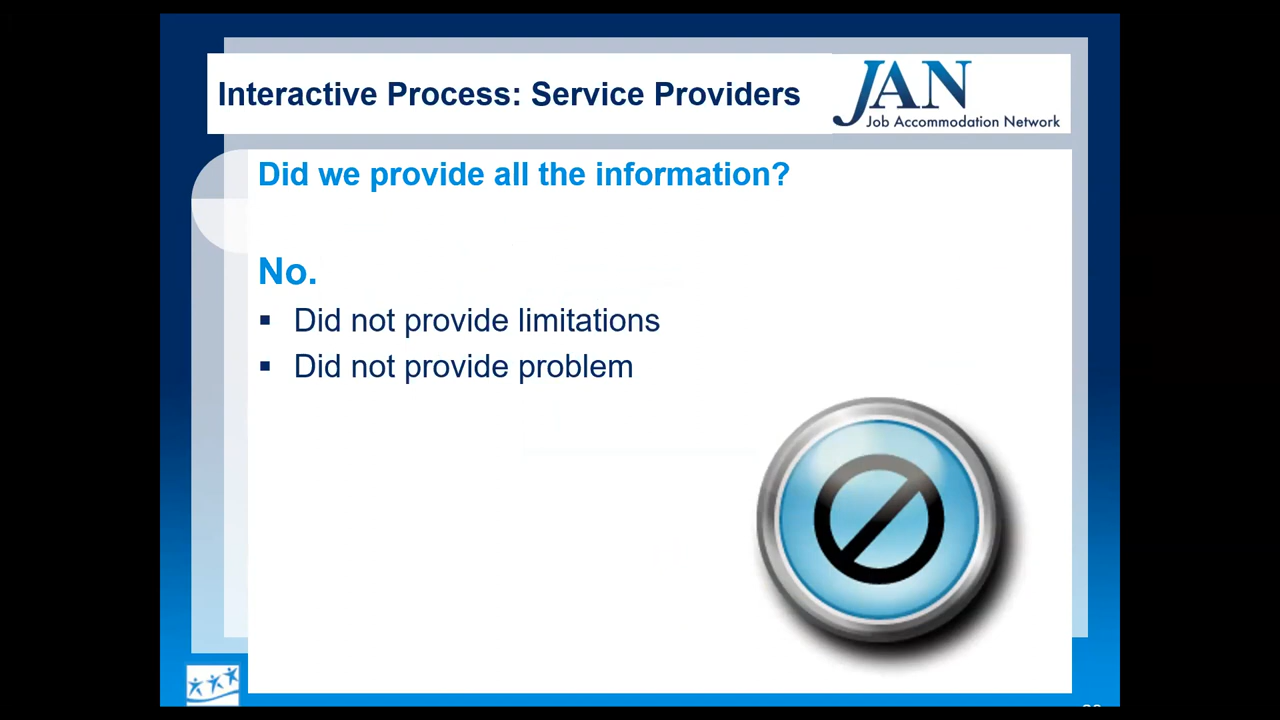 Interactive Process: Service Providers
JAN
Job Accommodation Network
Did we provide all the information?
No.
▪ Did not provide limitations
▪ Did not provide problem